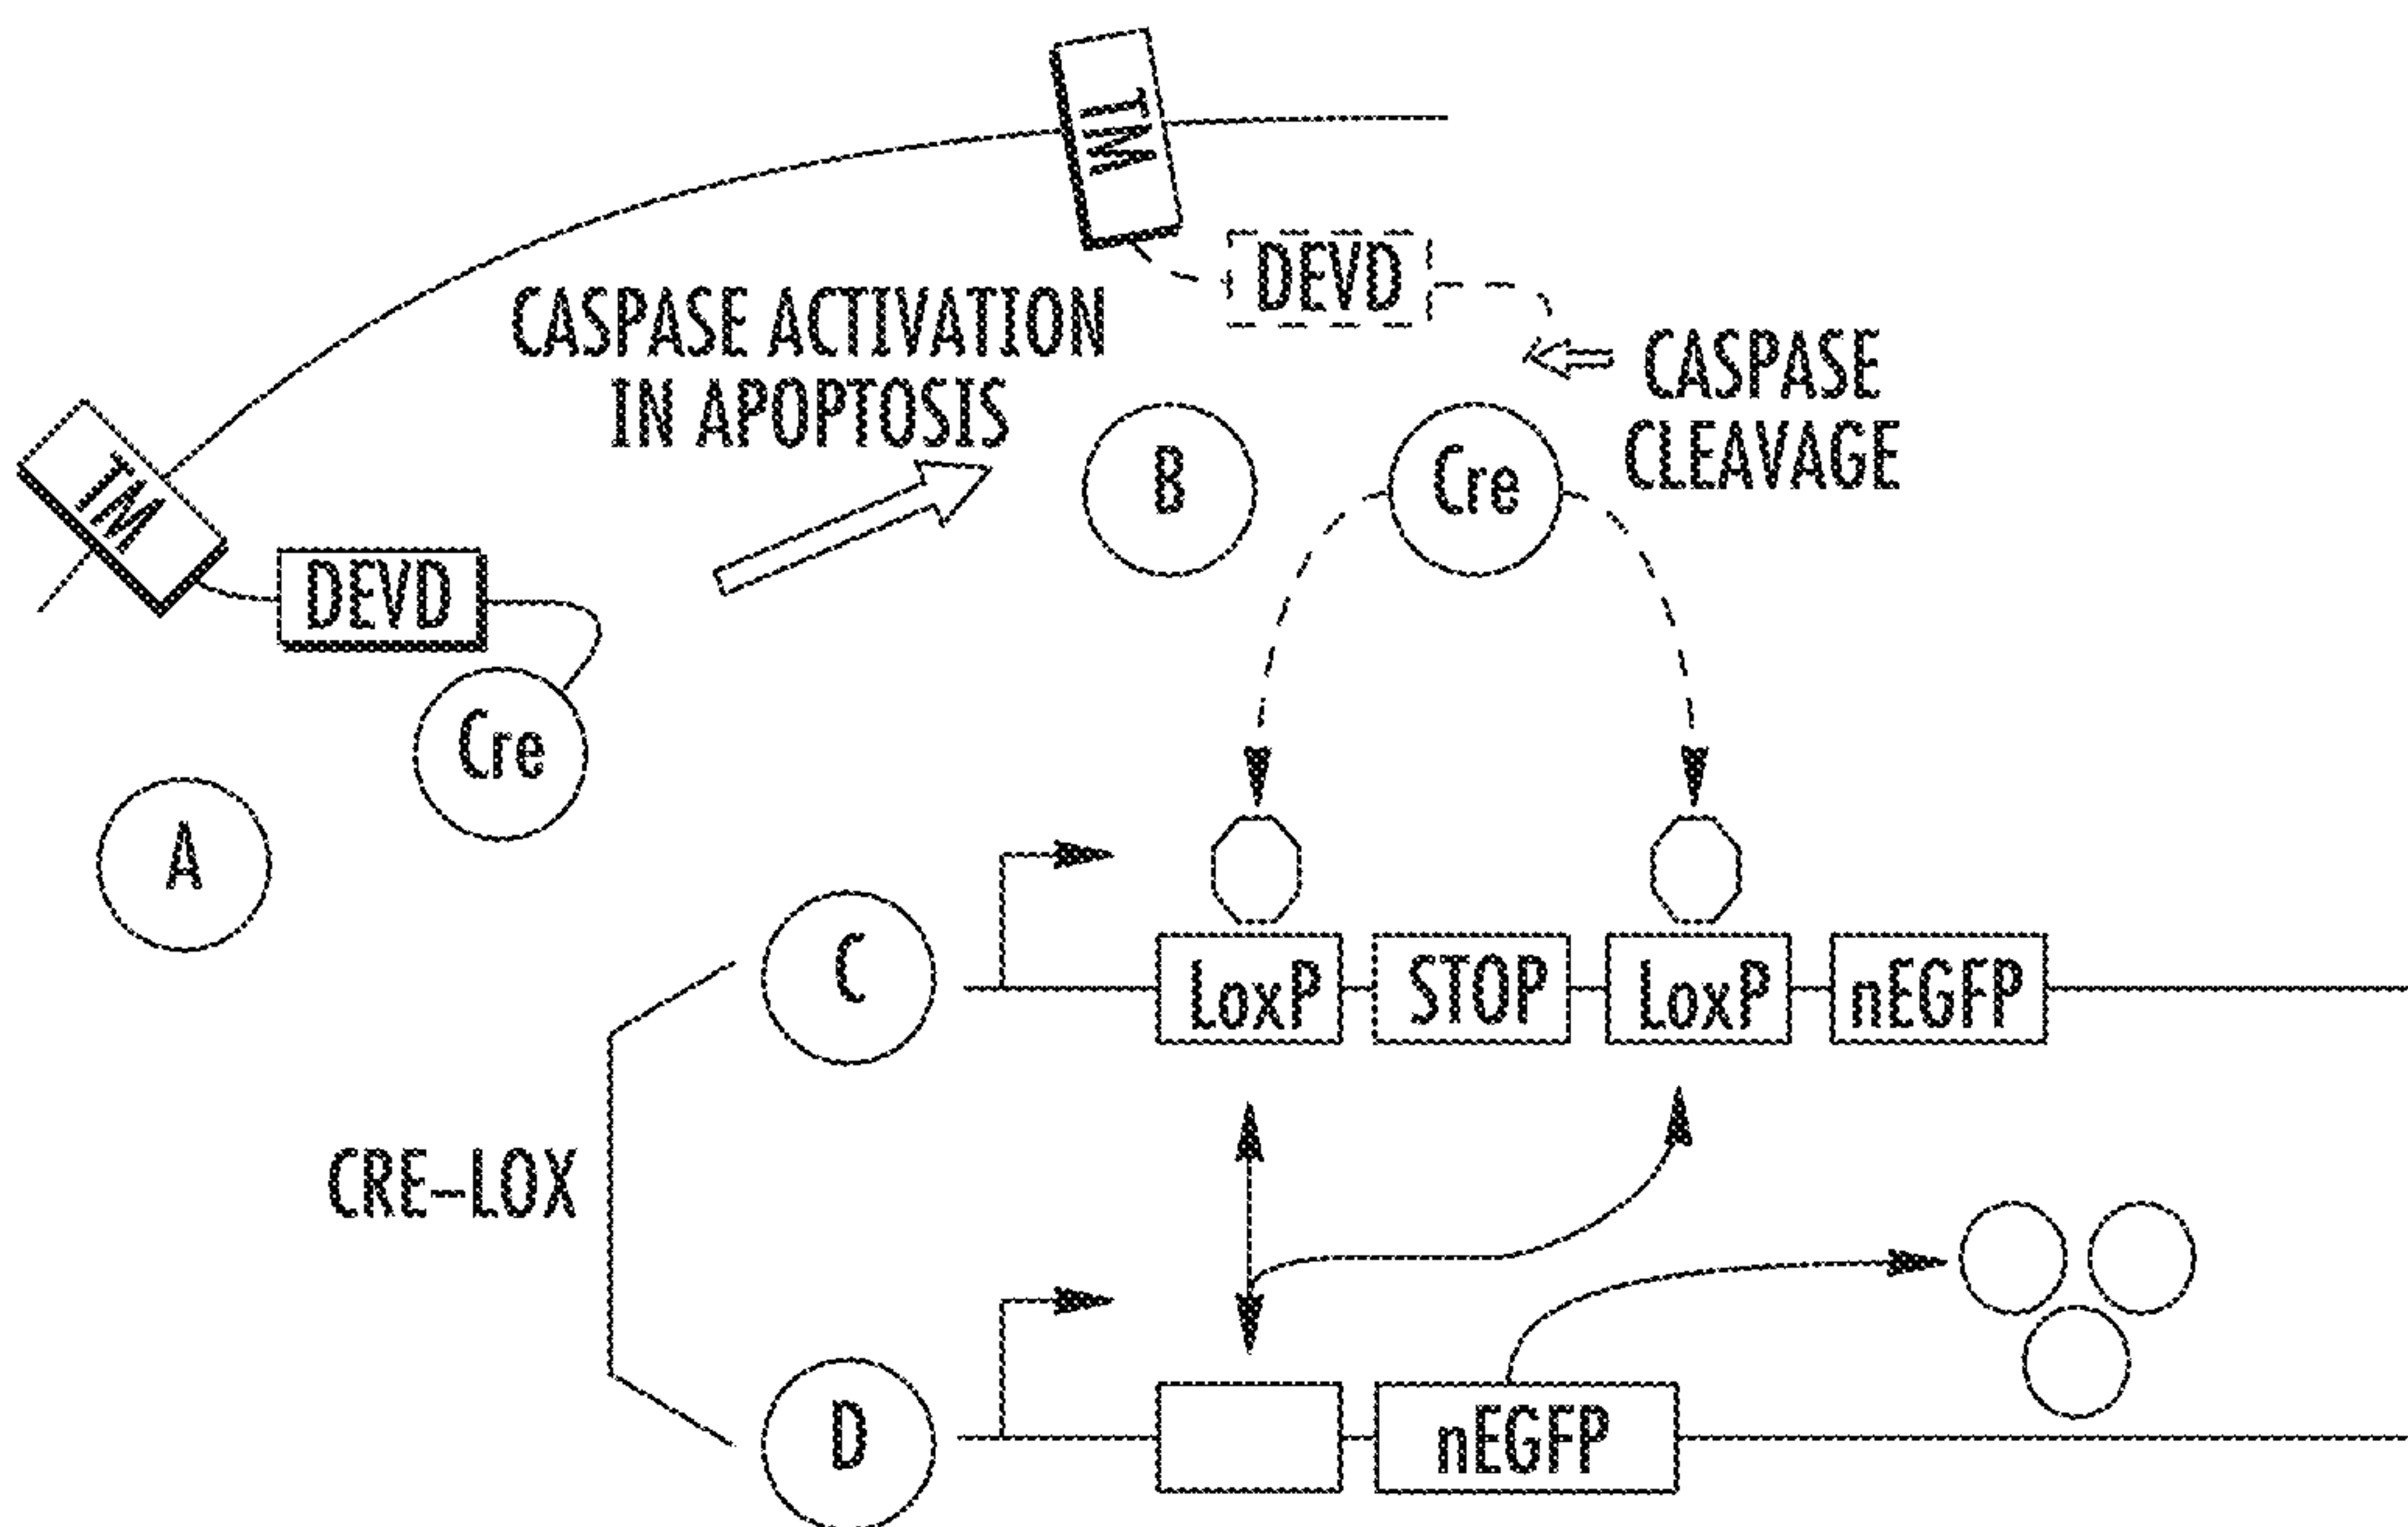 TM
DEVD
CASPASE ACTIVATION
IN APOPTOSIS
CASPASE
CLEAVAGE
TM
DEVD
Cre
B
Cre
A
C
LoxP
STOP
LoxP
nEGFP
CRE-LOX
D
nEGFP